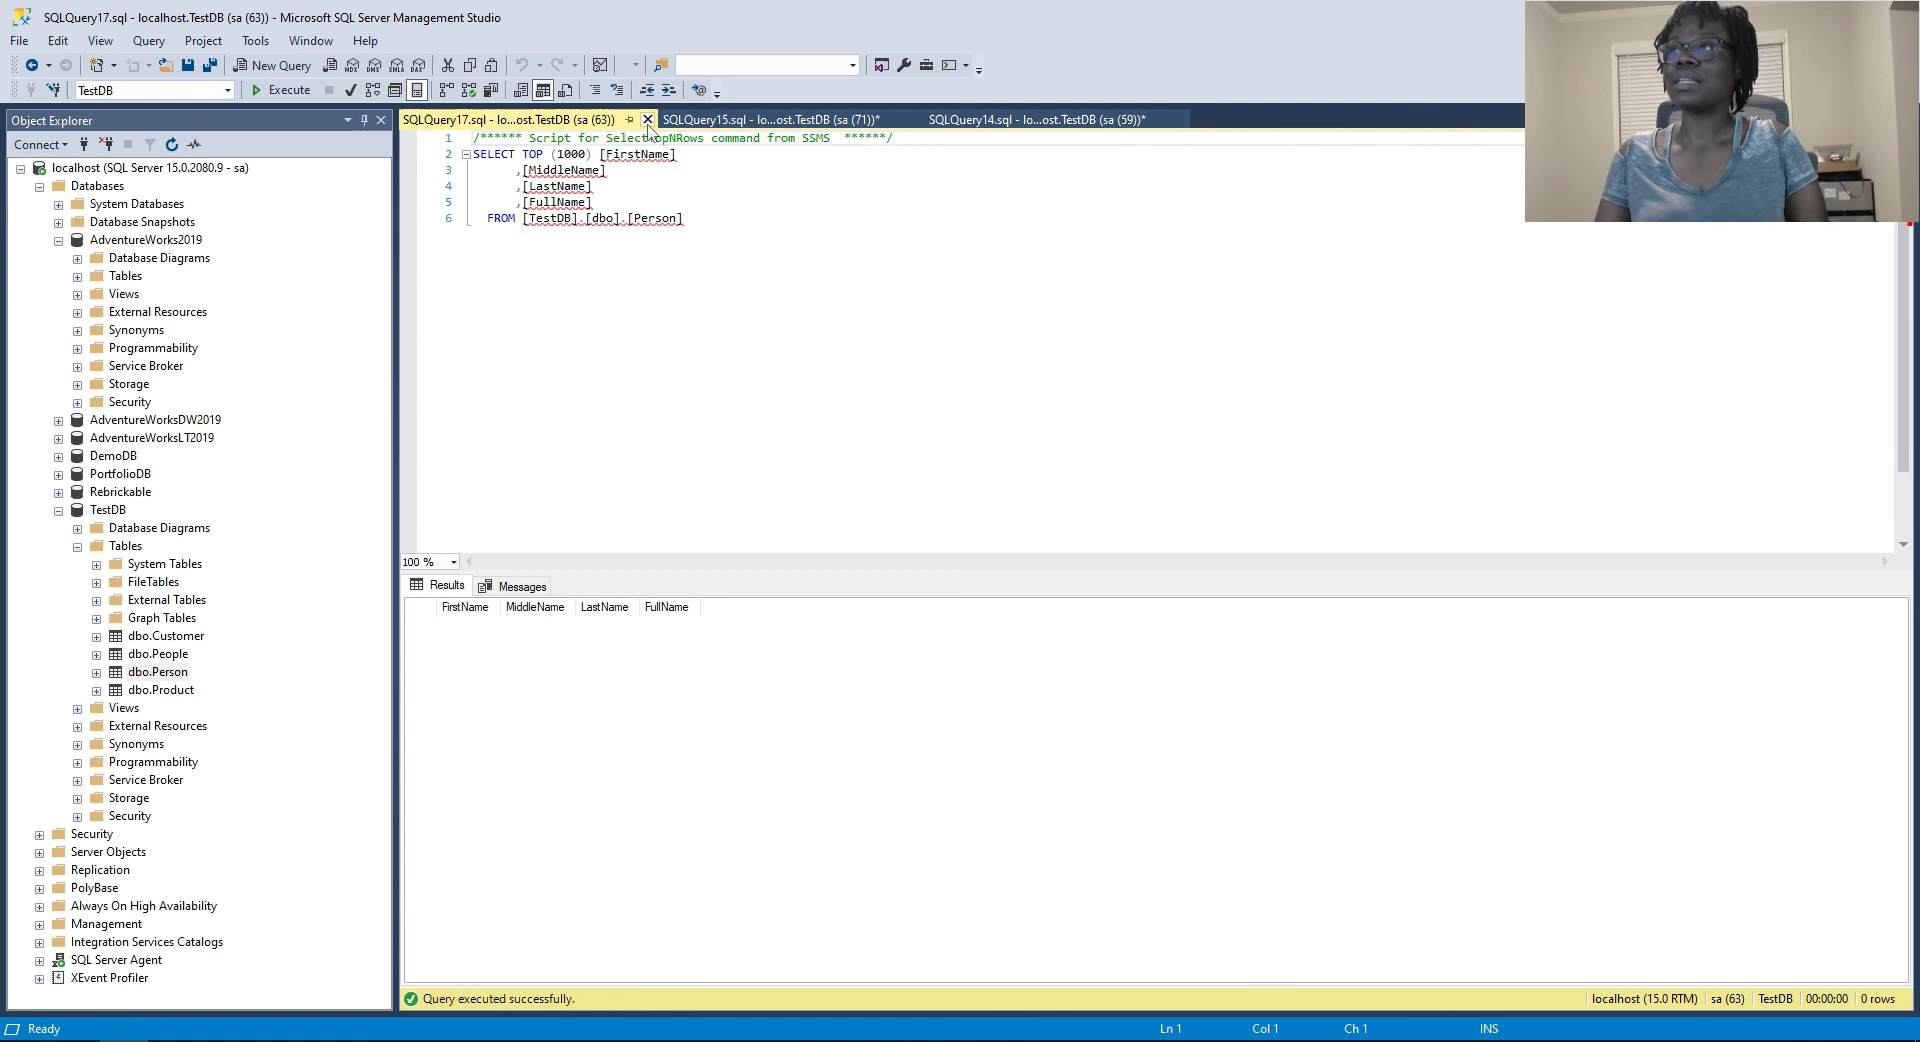 SQLQuery17.sql - localhost.TestDB (sa (63)) - Microsoft SQL Server Management Studio
File Edit View Query Project Tools Window Help
New Query MDX DMX XMLA DAX
TestDB Execute
Object Explorer
Connect
localhost (SQL Server 15.0.2080.9 - sa)
Databases
System Databases
Database Snapshots
AdventureWorks2019
Database Diagrams
Tables
Views
External Resources
Synonyms
Programmability
Service Broker
Storage
Security
AdventureWorksDW2019
AdventureWorksLT2019
DemoDB
PortfolioDB
Rebrickable
TestDB
Database Diagrams
Tables
System Tables
FileTables
External Tables
Graph Tables
dbo.Customer
dbo.People
dbo.Person
dbo.Product
Views
External Resources
Synonyms
Programmability
Service Broker
Storage
Security
Security
Server Objects
Replication
PolyBase
Always On High Availability
Management
Integration Services Catalogs
SQL Server Agent
XEvent Profiler
SQLQuery17.sql - lo...ost.TestDB (sa (63)) SQLQuery15.sql - lo...ost.TestDB (sa (71))* SQLQuery14.sql - lo...ost.TestDB (sa (59))*
1 /****** Script for SelectTopNRows command from SSMS ******/
2 SELECT TOP (1000) [FirstName]
3 ,[MiddleName]
4 ,[LastName]
5 ,[FullName]
6 FROM [TestDB].[dbo].[Person]
100 %
Results Messages
FirstName MiddleName LastName FullName
Query executed successfully. localhost (15.0 RTM) sa (63) TestDB 00:00:00 0 rows
Ready Ln 1 Col 1 Ch 1 INS